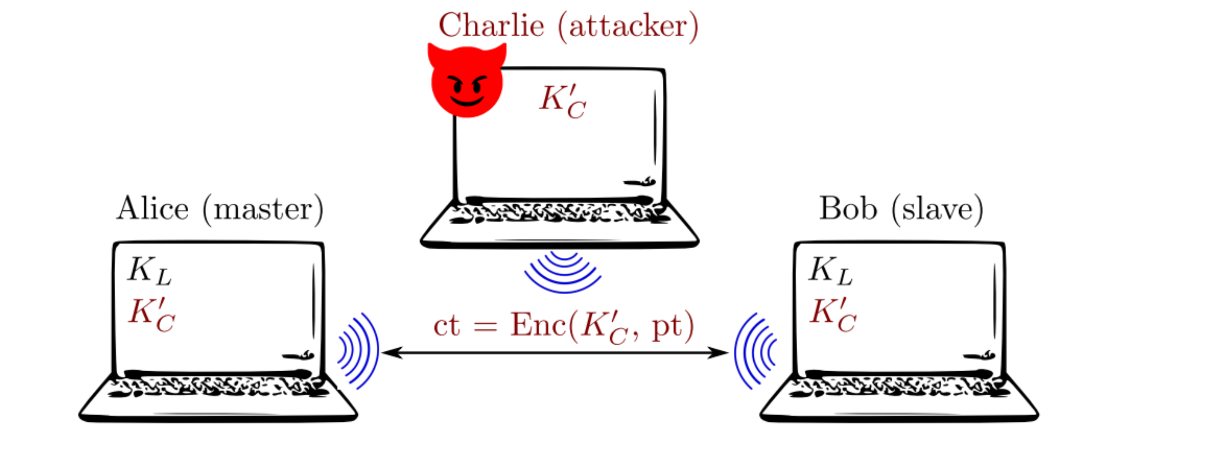 Charlie (attacker)
K′_C
Alice (master)
Bob (slave)
K_L
K′_C
K_L
K′_C
ct = Enc(K′_C, pt)